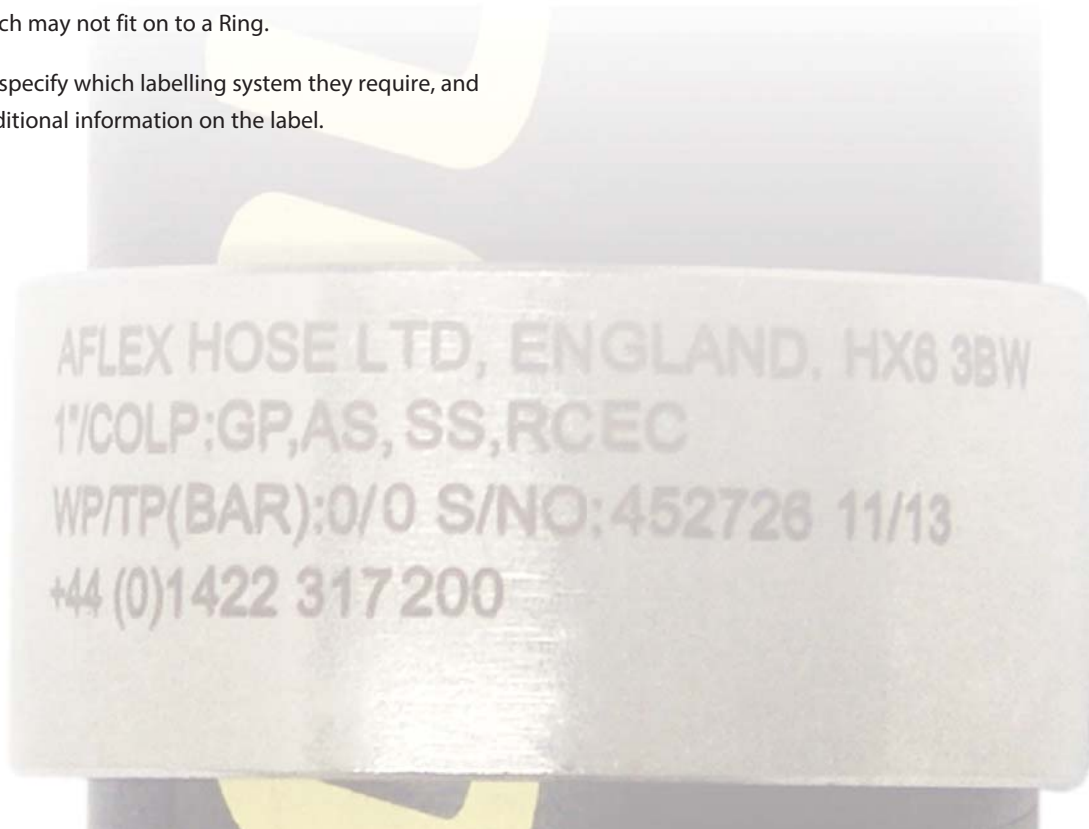 ch may not fit on to a Ring.
specify which labelling system they require, and
ditional information on the label.
AFLEX HOSE LTD, ENGLAND, HX6 3BW
1"/COLP:GP,AS, SS,RCEC
WP/TP(BAR):0/0 S/NO:452726 11/13
+44 (0)1422 317 200